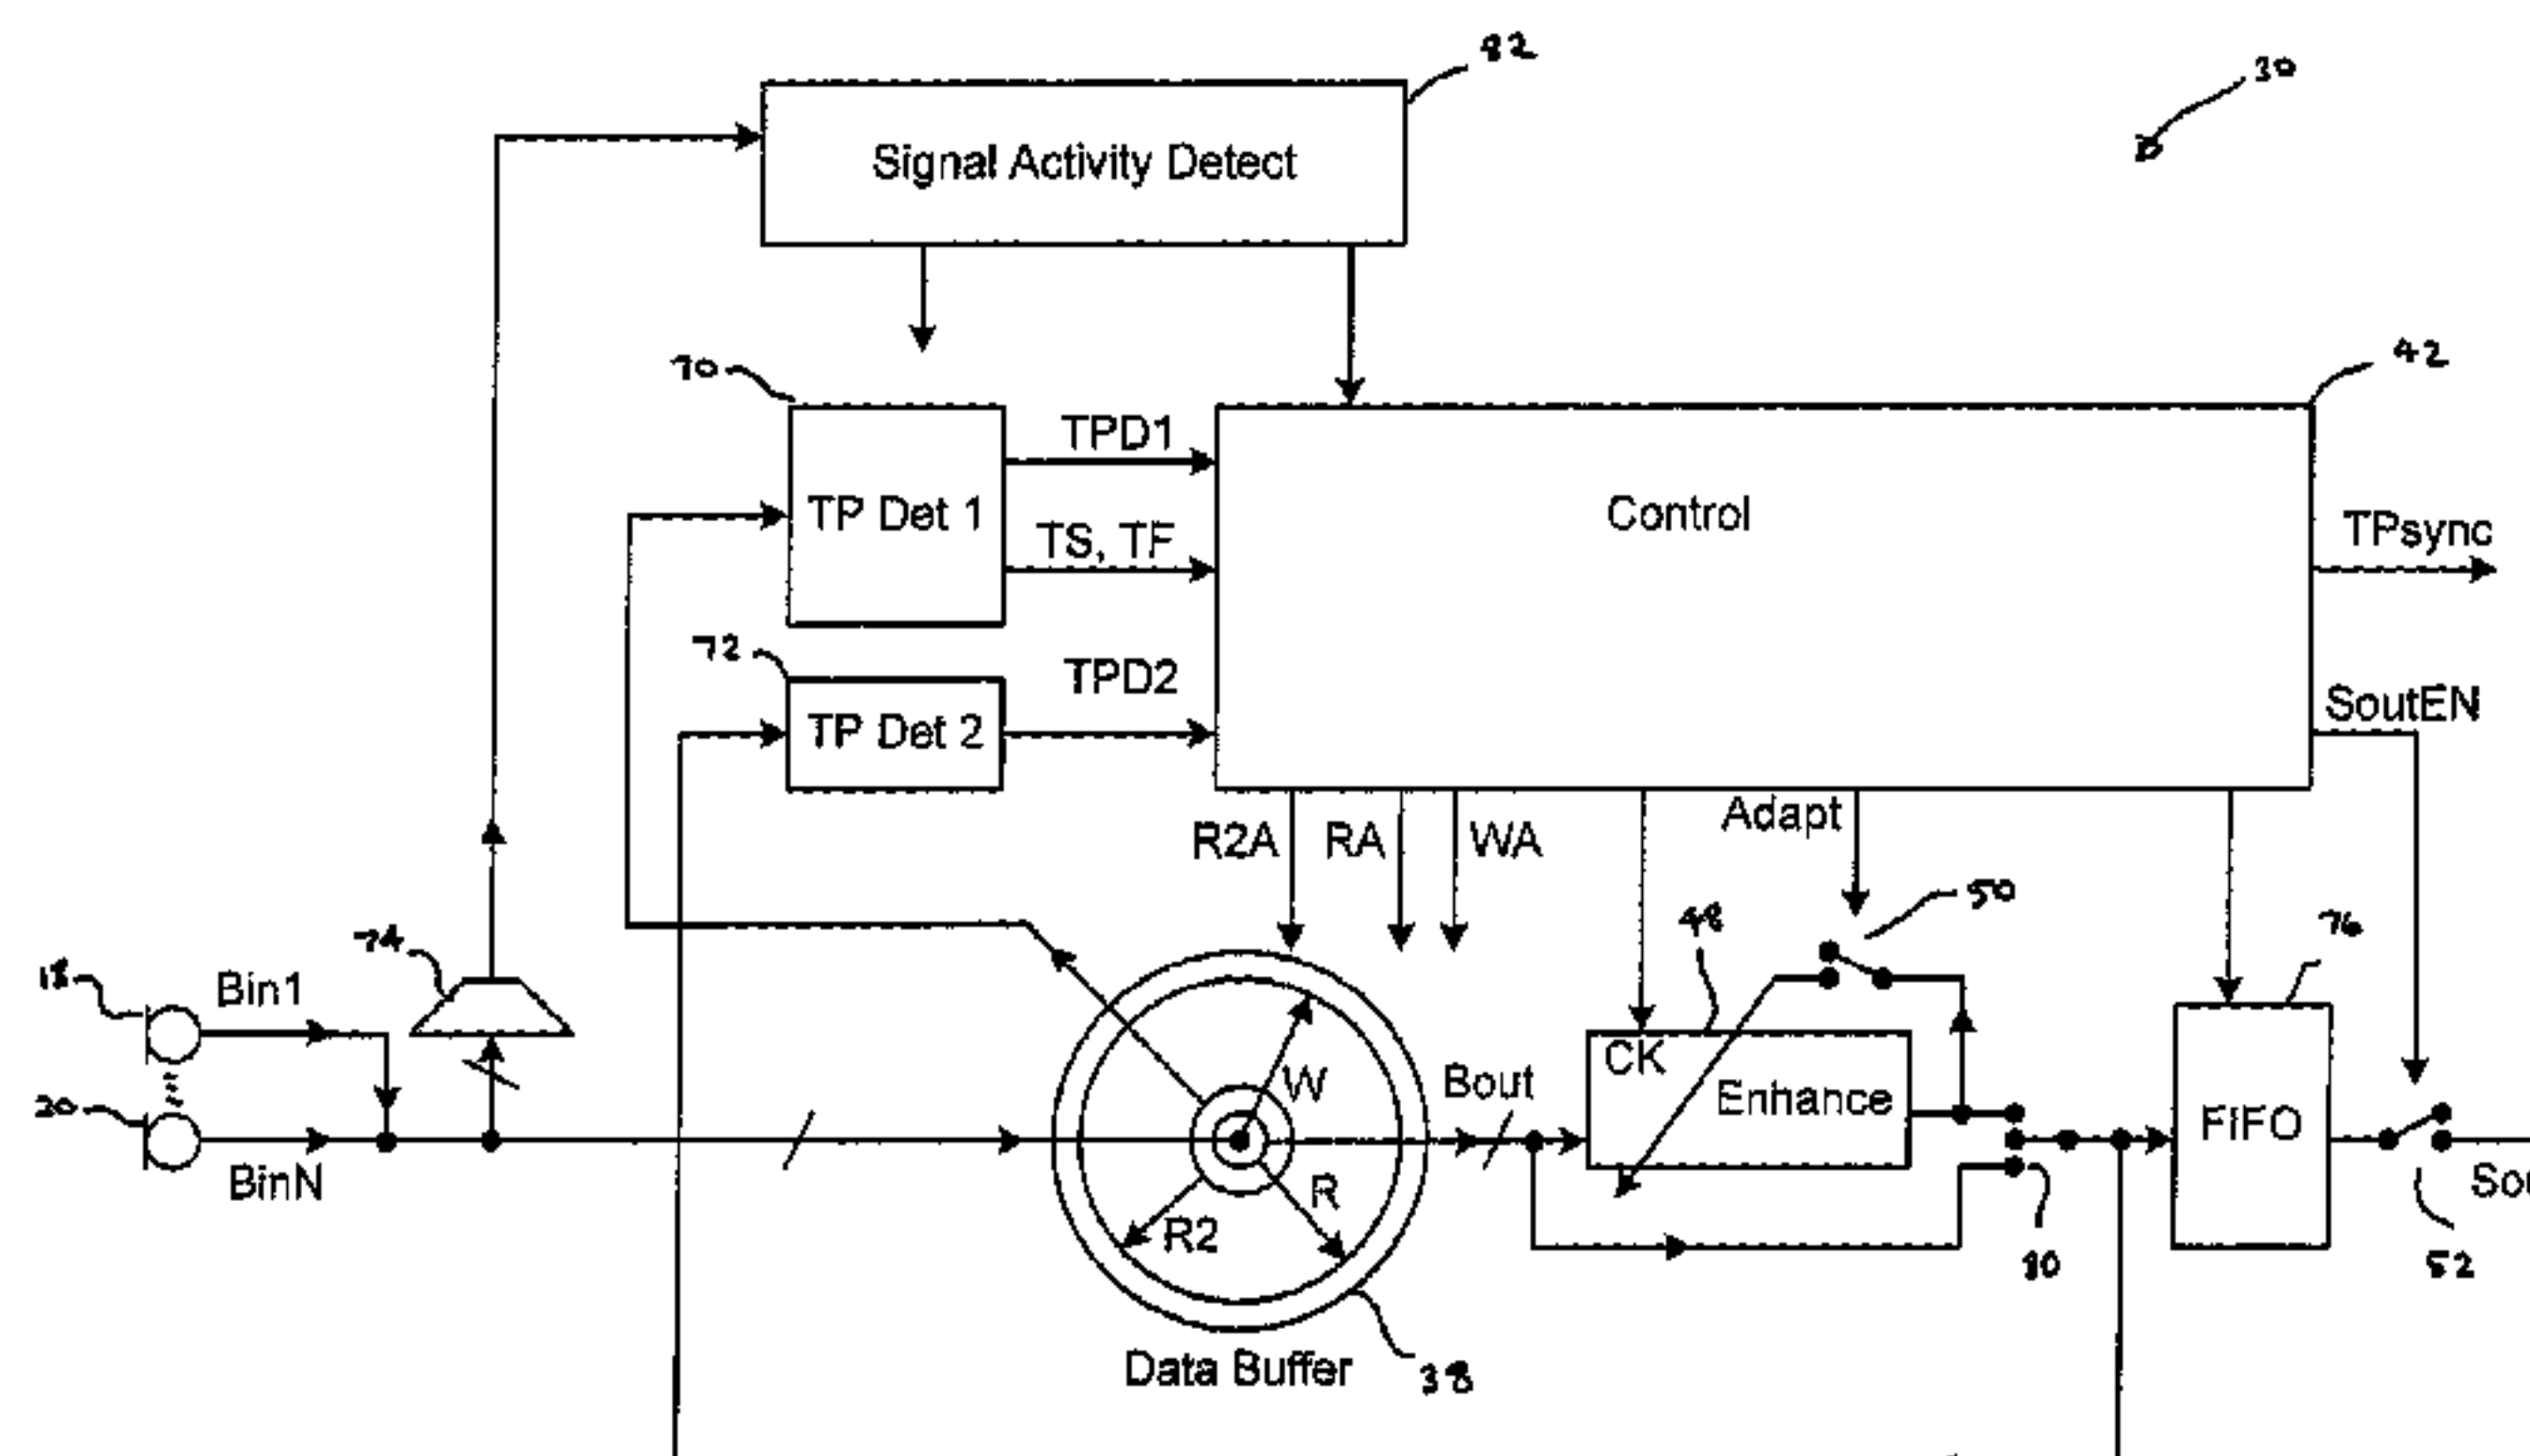 82
30
Signal Activity Detect
42
70
TPD1
TP Det 1
Control
TS, TF
TPsync
72
TPD2
TP Det 2
SoutEN
R2A
RA
WA
Adapt
50
48
76
74
18
Bin1
CK
W
Bout
Enhance
FIFO
20
BinN
R
R2
80
52
Data Buffer
38